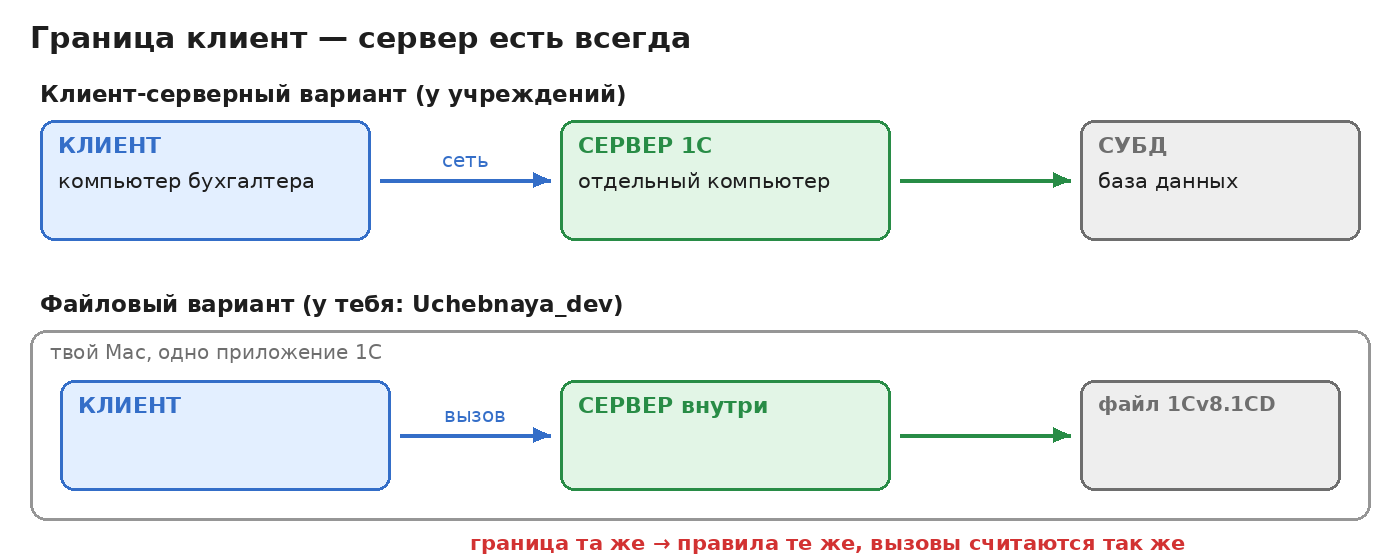 Граница клиент — сервер есть всегда
Клиент-серверный вариант (у учреждений)
КЛИЕНТ
компьютер бухгалтера
сеть
СЕРВЕР 1С
отдельный компьютер
СУБД
база данных
Файловый вариант (у тебя: Uchebnaya_dev)
твой Mac, одно приложение 1С
КЛИЕНТ
вызов
СЕРВЕР внутри
файл 1Cv8.1CD
граница та же → правила те же, вызовы считаются так же